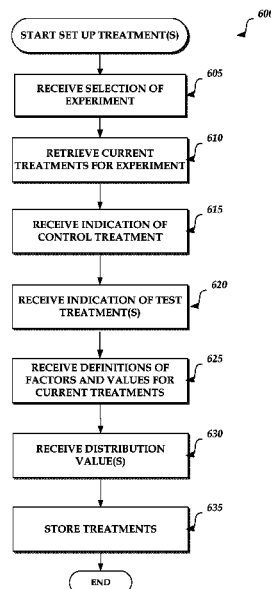 600
START SET UP TREATMENT(S)
605
RECEIVE SELECTION OF
EXPERIMENT
610
RETRIEVE CURRENT
TREATMENTS FOR EXPERIMENT
615
RECEIVE INDICATION OF
CONTROL TREATMENT
620
RECEIVE INDICATION OF TEST
TREATMENT(S)
625
RECEIVE DEFINITIONS OF
FACTORS AND VALUES FOR
CURRENT TREATMENTS
630
RECEIVE DISTRIBUTION
VALUE(S)
635
STORE TREATMENTS
END